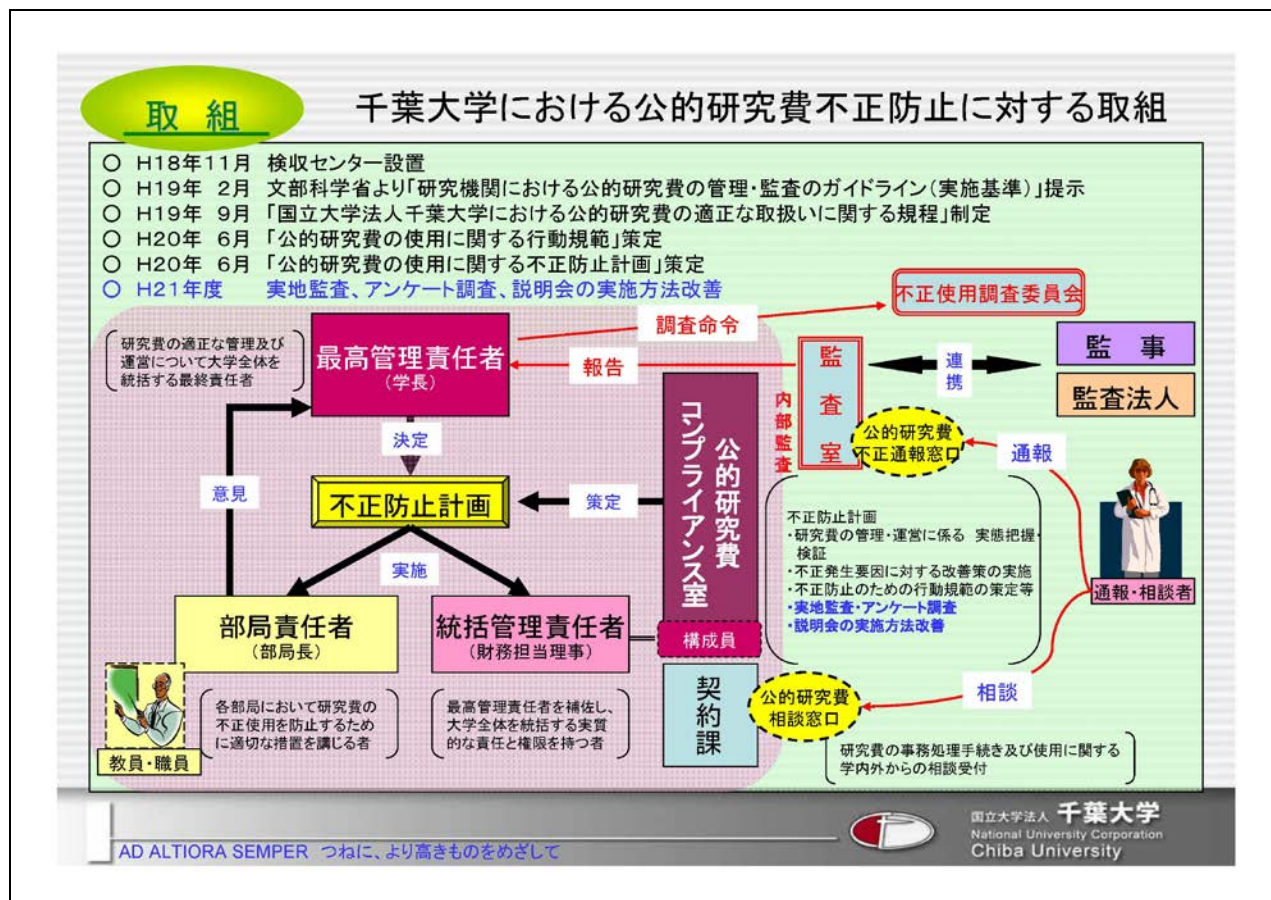 取 組
千葉大学における公的研究費不正防止に対する取組
○ H18年11月 検収センター設置
○ H19年 2月 文部科学省より「研究機関における公的研究費の管理・監査のガイドライン(実施基準)」提示
○ H19年 9月 「国立大学法人千葉大学における公的研究費の適正な取扱いに関する規程」制定
○ H20年 6月 「公的研究費の使用に関する行動規範」策定
○ H20年 6月 「公的研究費の使用に関する不正防止計画」策定
○ H21年度 実地監査、アンケート調査、説明会の実施方法改善
不正使用調査委員会
調査命令
研究費の適正な管理及び
運営について大学全体を
統括する最終責任者
最高管理責任者
(学長)
報告
監査室
内部監査
連携
監 事
監査法人
公的研究費
不正通報窓口
通報
決定
意見
不正防止計画
策定
公的研究費
コンプライアンス室
実施
不正防止計画
・研究費の管理・運営に係る 実態把握・
検証
・不正発生要因に対する改善策の実施
・不正防止のための行動規範の策定等
・実地監査・アンケート調査
・説明会の実施方法改善
通報・相談者
部局責任者
(部局長)
統括管理責任者
(財務担当理事)
構成員
契約課
公的研究費
相談窓口
相談
教員・職員
各部局において研究費の
不正使用を防止するため
に適切な措置を講じる者
最高管理責任者を補佐し、
大学全体を統括する実質
的な責任と権限を持つ者
研究費の事務処理手続き及び使用に関する
学内外からの相談受付
AD ALTIORA SEMPER つねに、より高きものをめざして
国立大学法人 千葉大学
National University Corporation
Chiba University